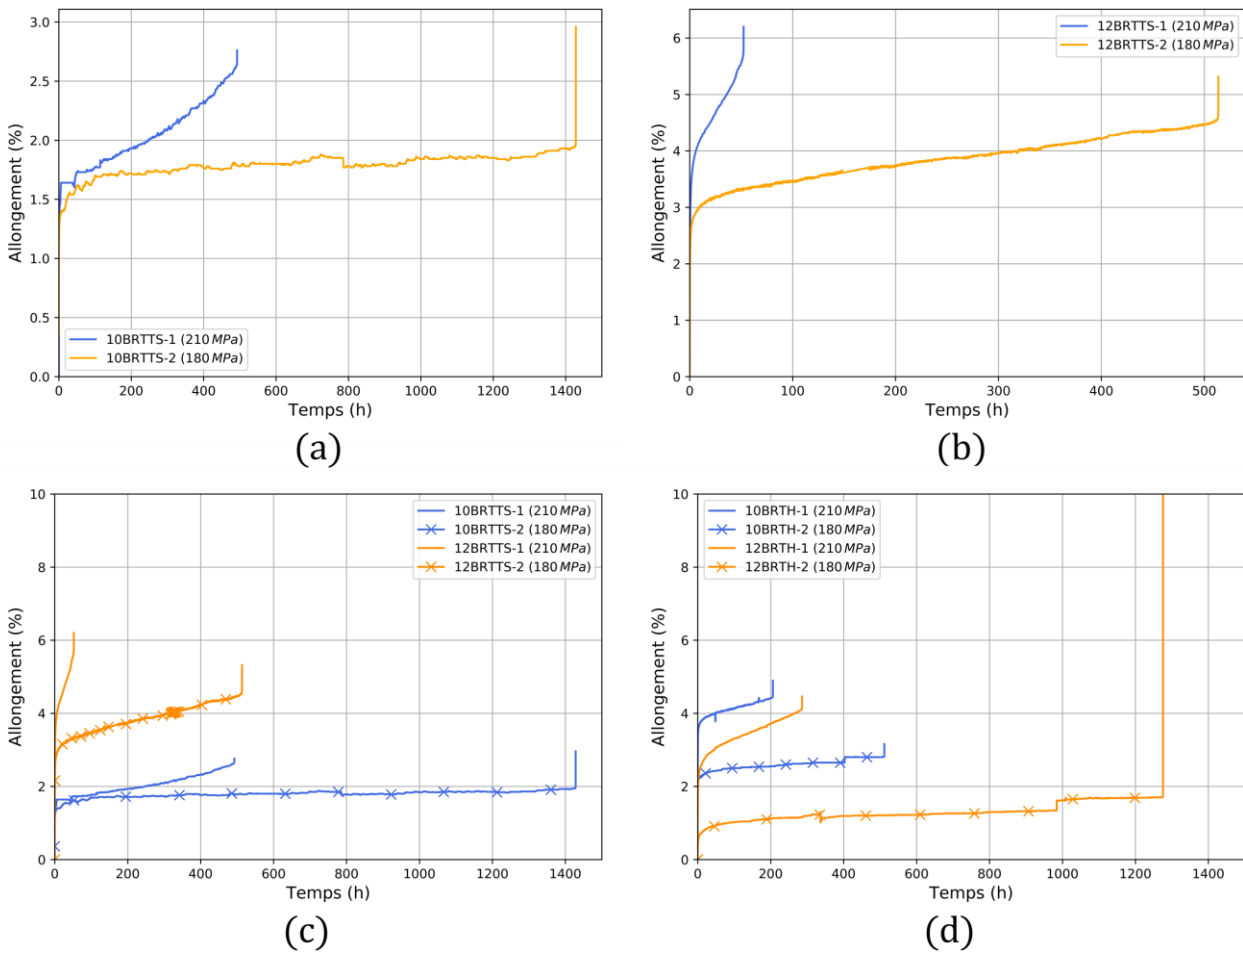 3.0
2.5
2.0
1.5
1.0
0.5
0.0
Allongement (%)
10BRTTS-1 (210 MPa)
10BRTTS-2 (180 MPa)
0 200 400 600 800 1000 1200 1400
Temps (h)
(a)
6
5
4
3
2
1
0
Allongement (%)
12BRTTS-1 (210 MPa)
12BRTTS-2 (180 MPa)
0 100 200 300 400 500
Temps (h)
(b)
10
8
6
4
2
0
Allongement (%)
10BRTTS-1 (210 MPa)
10BRTTS-2 (180 MPa)
12BRTTS-1 (210 MPa)
12BRTTS-2 (180 MPa)
0 200 400 600 800 1000 1200 1400
Temps (h)
(c)
10
8
6
4
2
0
Allongement (%)
10BRTH-1 (210 MPa)
10BRTH-2 (180 MPa)
12BRTH-1 (210 MPa)
12BRTH-2 (180 MPa)
0 200 400 600 800 1000 1200 1400
Temps (h)
(d)